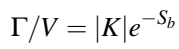 Γ/V = |K|e^{-S_b}